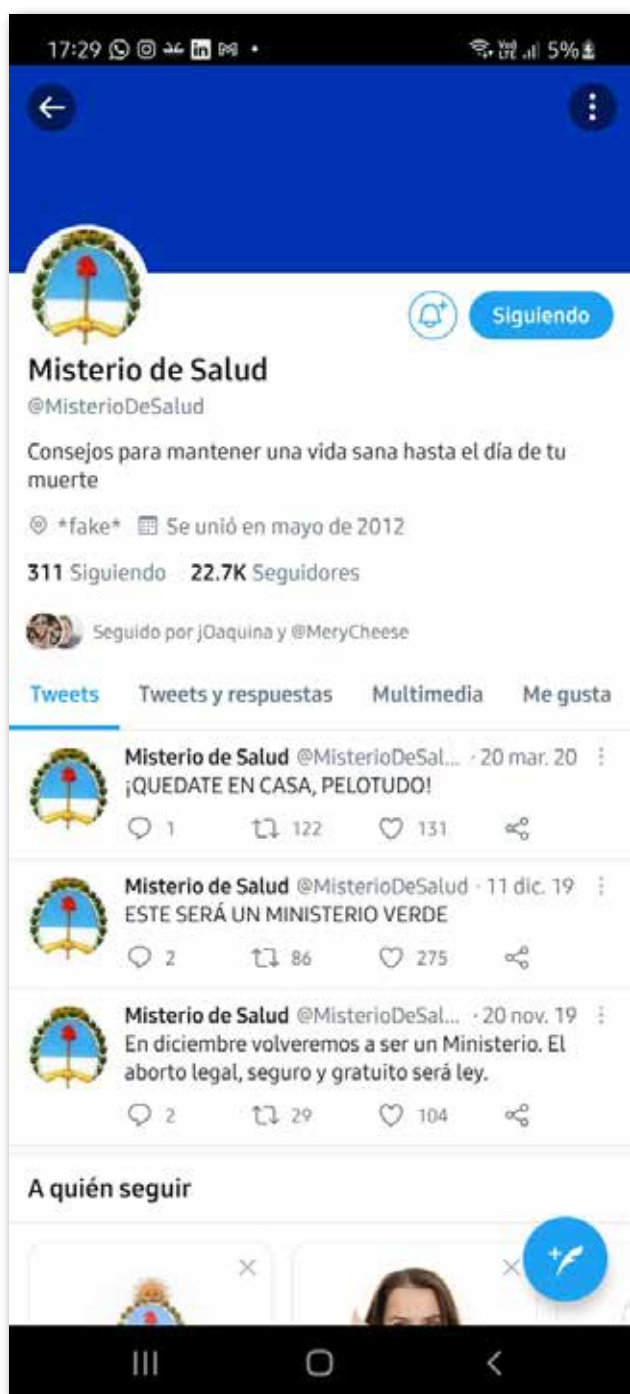 17:29
5%
Siguiendo
Misterio de Salud
@MisterioDeSalud
Consejos para mantener una vida sana hasta el día de tu
muerte
*fake* Se unió en mayo de 2012
311 Siguiendo 22.7K Seguidores
Seguido por jOaquina y @MeryCheese
Tweets Tweets y respuestas Multimedia Me gusta
Misterio de Salud @MisterioDeSal... · 20 mar. 20
¡QUEDATE EN CASA, PELOTUDO!
1 122 131
Misterio de Salud @MisterioDeSalud · 11 dic. 19
ESTE SERÁ UN MINISTERIO VERDE
2 86 275
Misterio de Salud @MisterioDeSal... · 20 nov. 19
En diciembre volveremos a ser un Ministerio. El
aborto legal, seguro y gratuito será ley.
2 29 104
A quién seguir